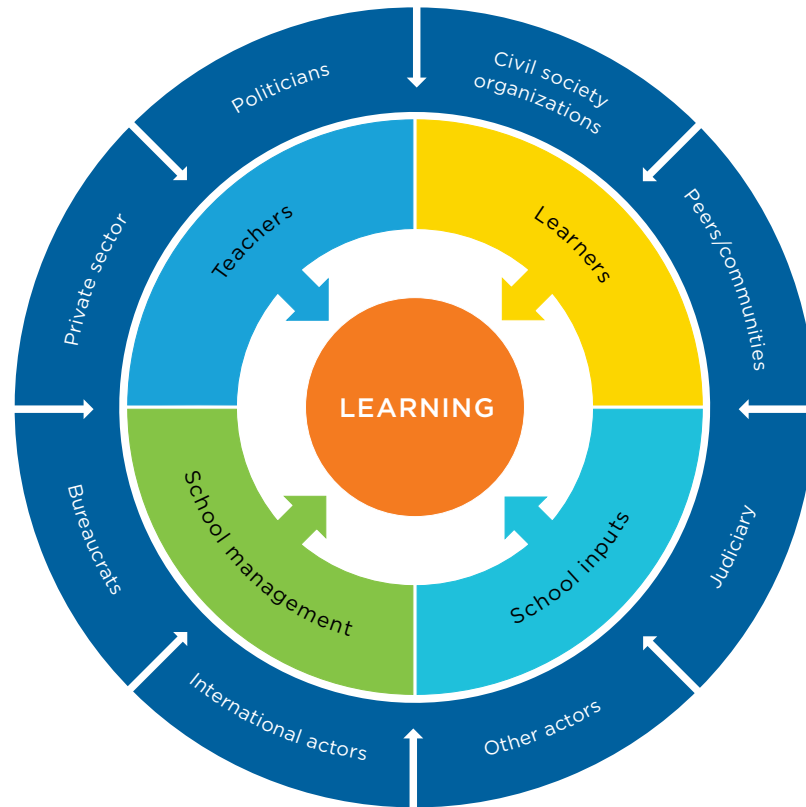 Politicians
Civil society
organizations
Private sector
Peers/communities
Teachers
Learners
LEARNING
Bureaucrats
Judiciary
School management
School inputs
International actors
Other actors